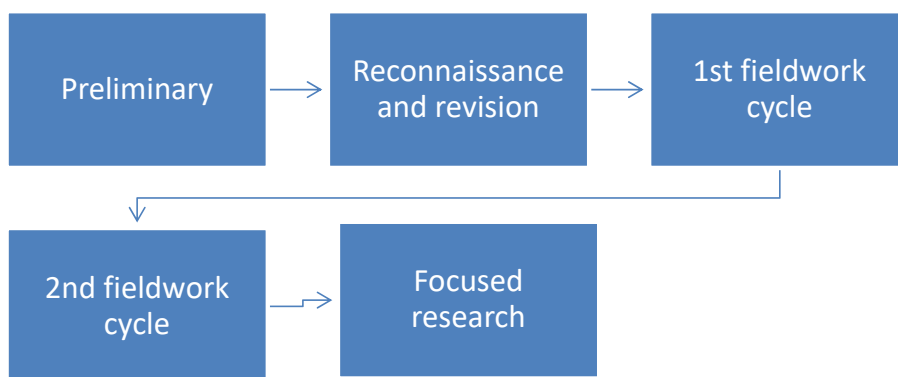 Preliminary
Reconnaissance
and revision
1st fieldwork
cycle
2nd fieldwork
cycle
Focused
research